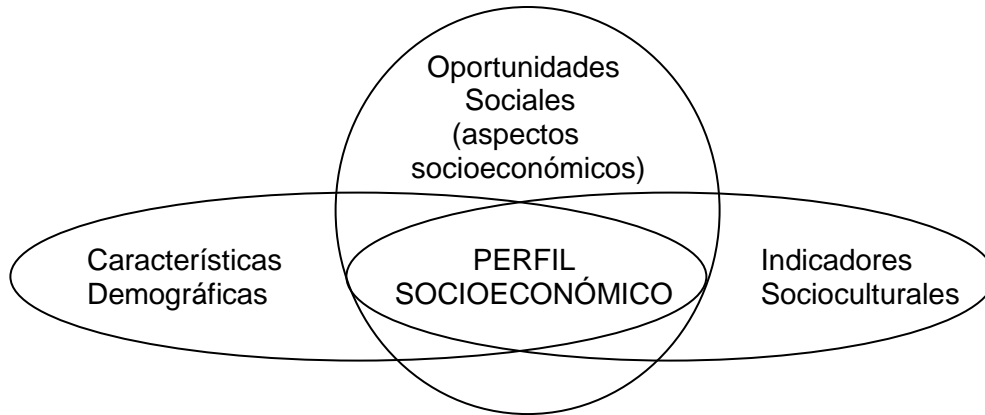 Oportunidades
Sociales
(aspectos
socioeconómicos)
Características
Demográficas
PERFIL
SOCIOECONÓMICO
Indicadores
Socioculturales